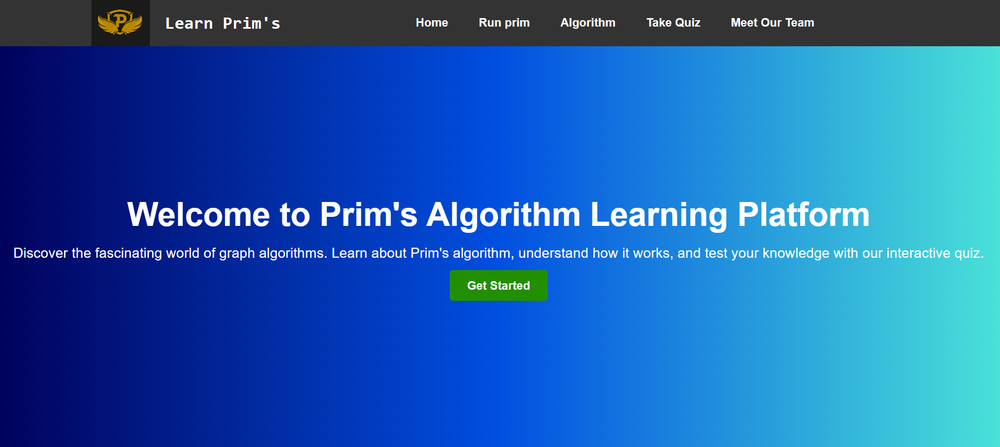 P
Learn Prim's
Home
Run prim
Algorithm
Take Quiz
Meet Our Team
Welcome to Prim's Algorithm Learning Platform
Discover the fascinating world of graph algorithms. Learn about Prim's algorithm, understand how it works, and test your knowledge with our interactive quiz.
Get Started